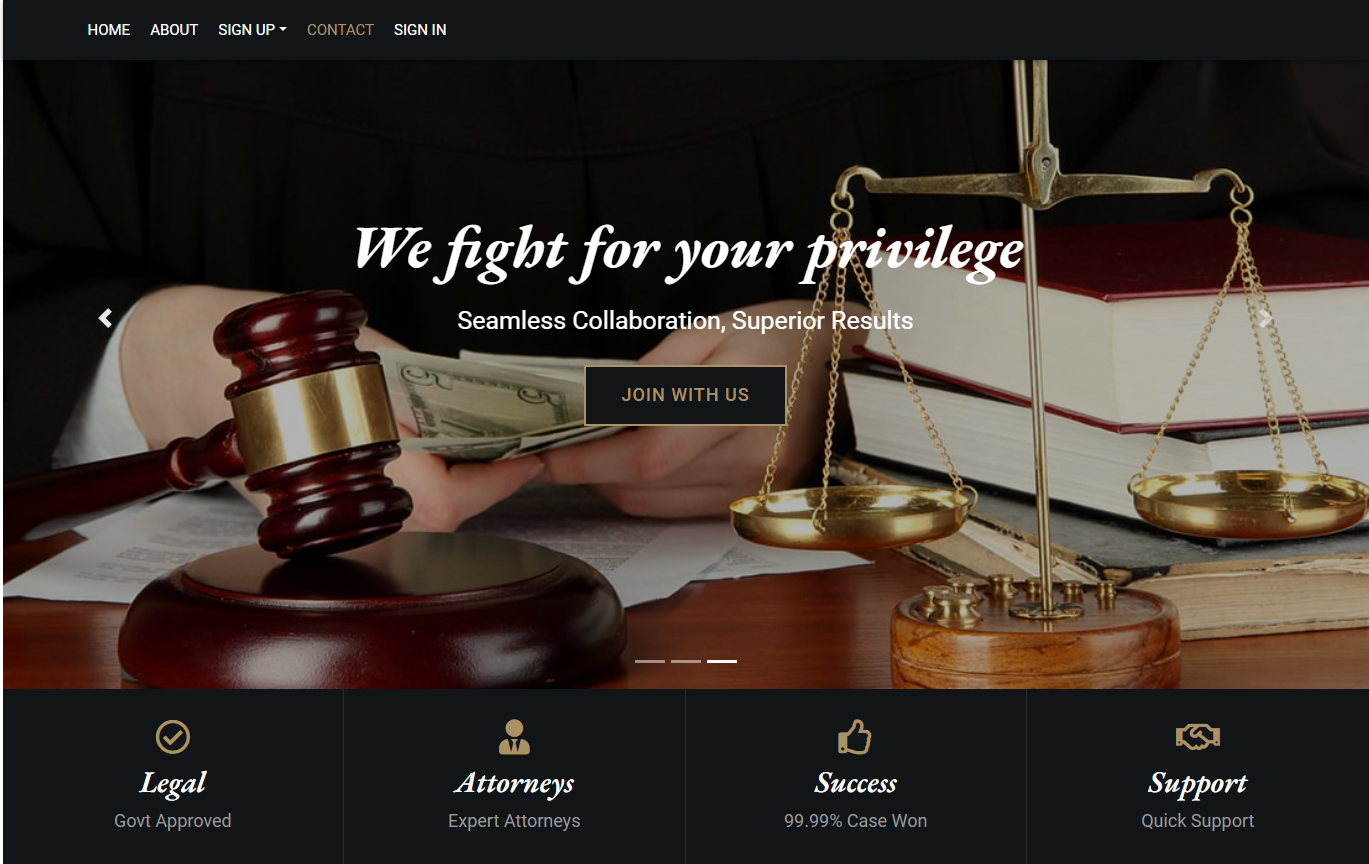 HOME ABOUT SIGN UP CONTACT SIGN IN
We fight for your privilege
Seamless Collaboration, Superior Results
JOIN WITH US
5
Legal
Govt Approved
Attorneys
Expert Attorneys
Success
99.99% Case Won
Support
Quick Support